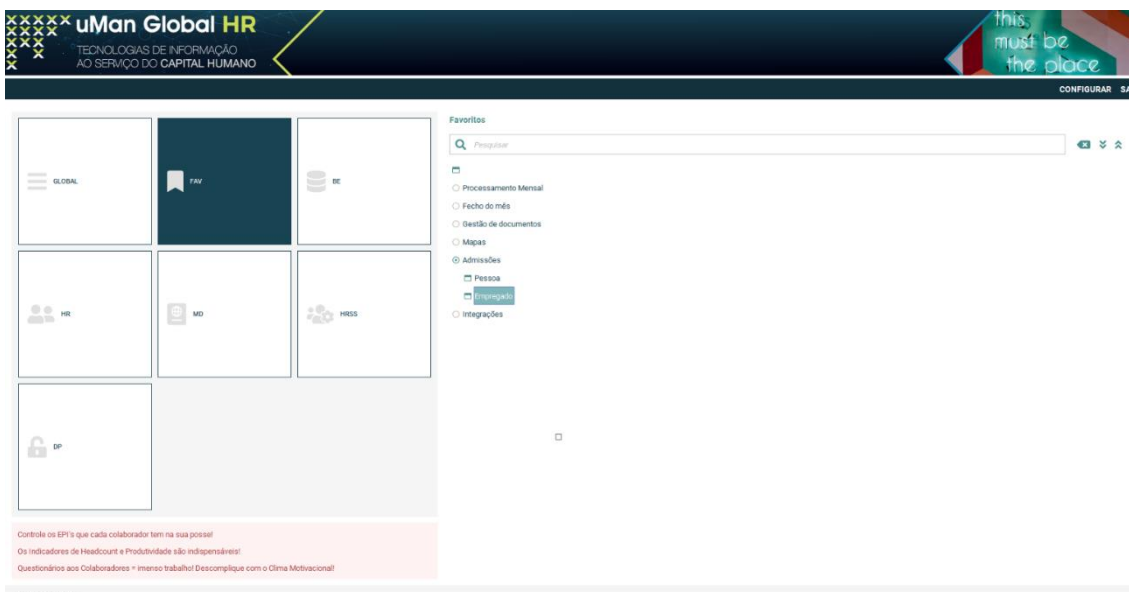 uMan Global HR
TECNOLOGIAS DE INFORMAÇÃO
AO SERVIÇO DO CAPITAL HUMANO
this
must be
the place
CONFIGURAR SA
GLOBAL
FAV
BE
HR
MD
HRSS
DP
Controle os EPI's que cada colaborador tem na sua posse!
Os Indicadores de Headcount e Produtividade são indispensáveis!
Questionários aos Colaboradores = imenso trabalho! Descomplique com o Clima Motivacional!
Favoritos
Pesquisar
Processamento Mensal
Fecho do mês
Gestão de documentos
Mapas
Admissões
Pessoa
Empregado
Integrações